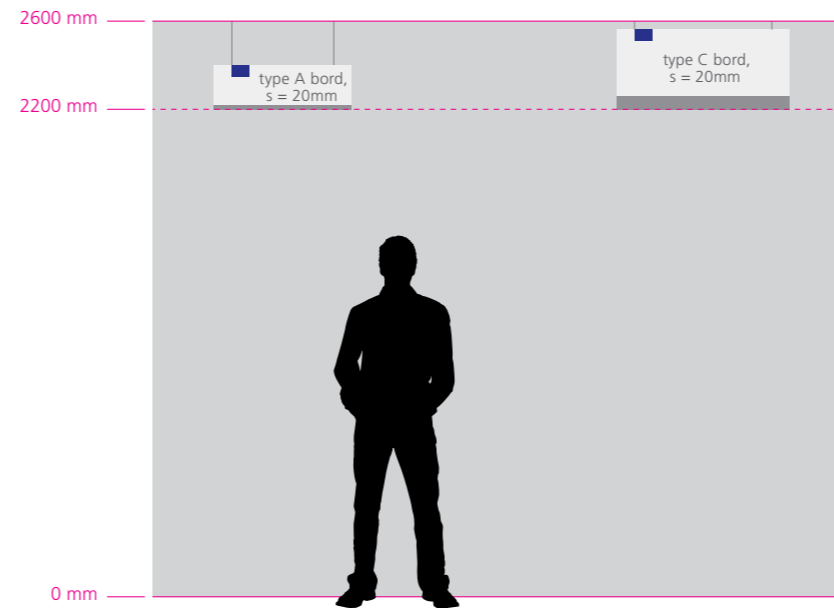 2600 mm
type A bord,
s = 20mm
type C bord,
s = 20mm
2200 mm
0 mm